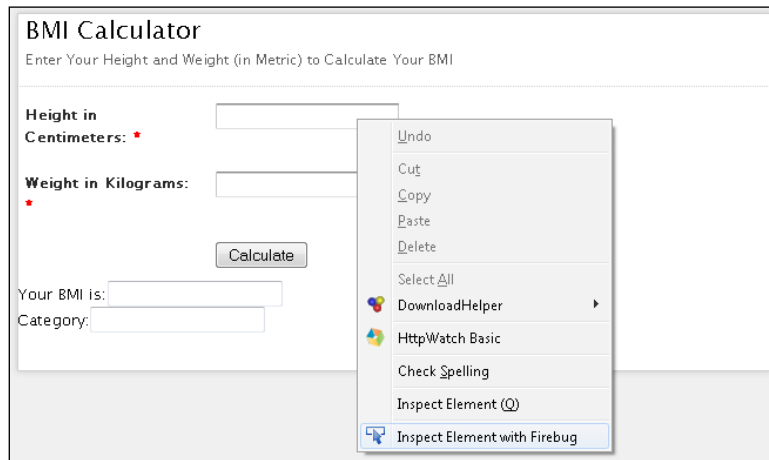 BMI Calculator
Enter Your Height and Weight (in Metric) to Calculate Your BMI
Height in
Centimeters: *
Weight in Kilograms:
*
Calculate
Your BMI is:
Category:
Undo
Cut
Copy
Paste
Delete
Select All
DownloadHelper
HttpWatch Basic
Check Spelling
Inspect Element (Q)
Inspect Element with Firebug